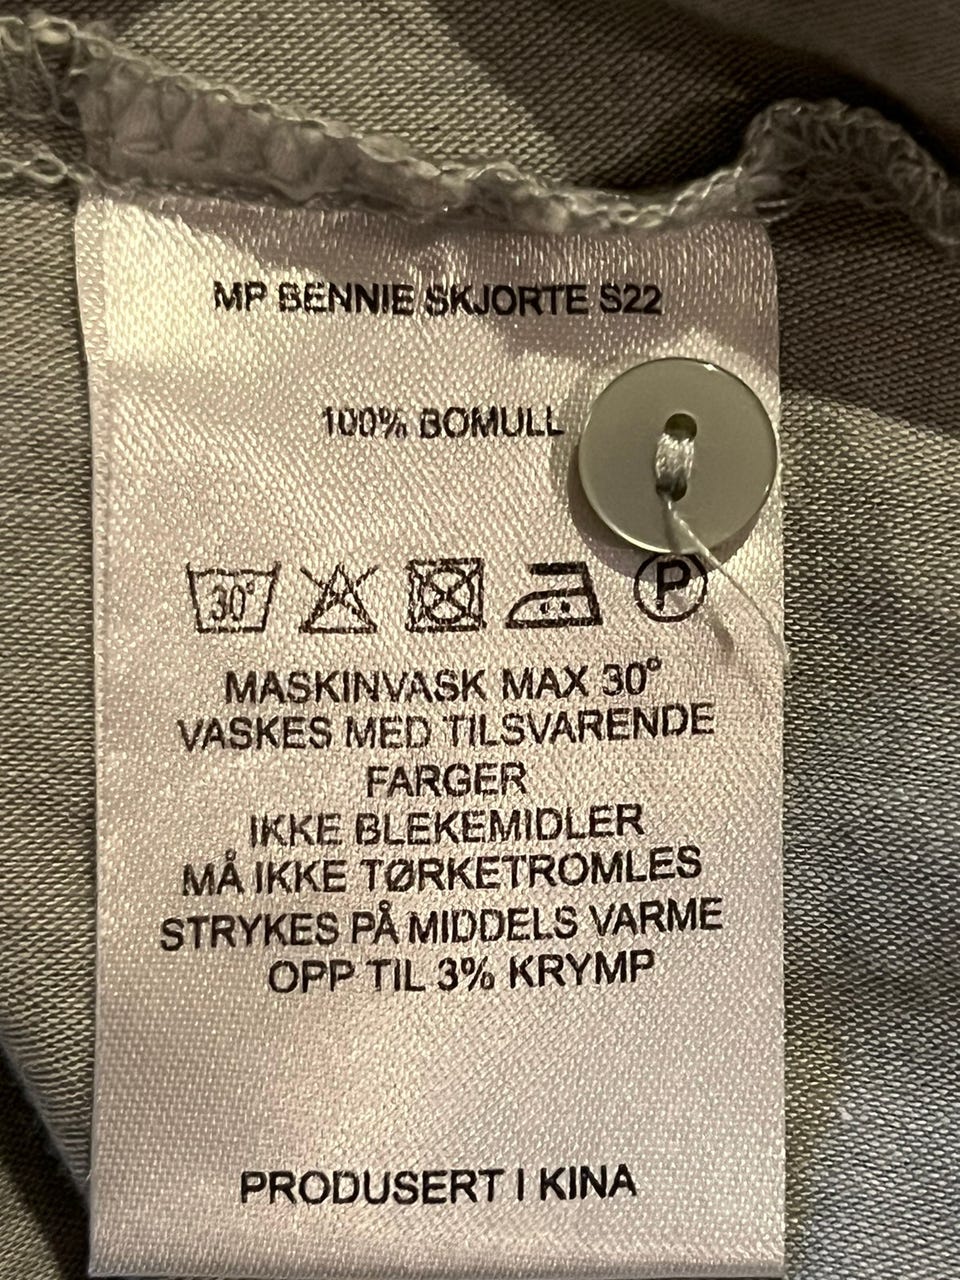 MP BENNIE SKJORTE S22
100% BOMULL
30° P
MASKINVASK MAX 30°
VASKES MED TILSVARENDE
FARGER
IKKE BLEKEMIDLER
MÅ IKKE TØRKETROMLES
STRYKES PÅ MIDDELS VARME
OPP TIL 3% KRYMP
PRODUSERT I KINA